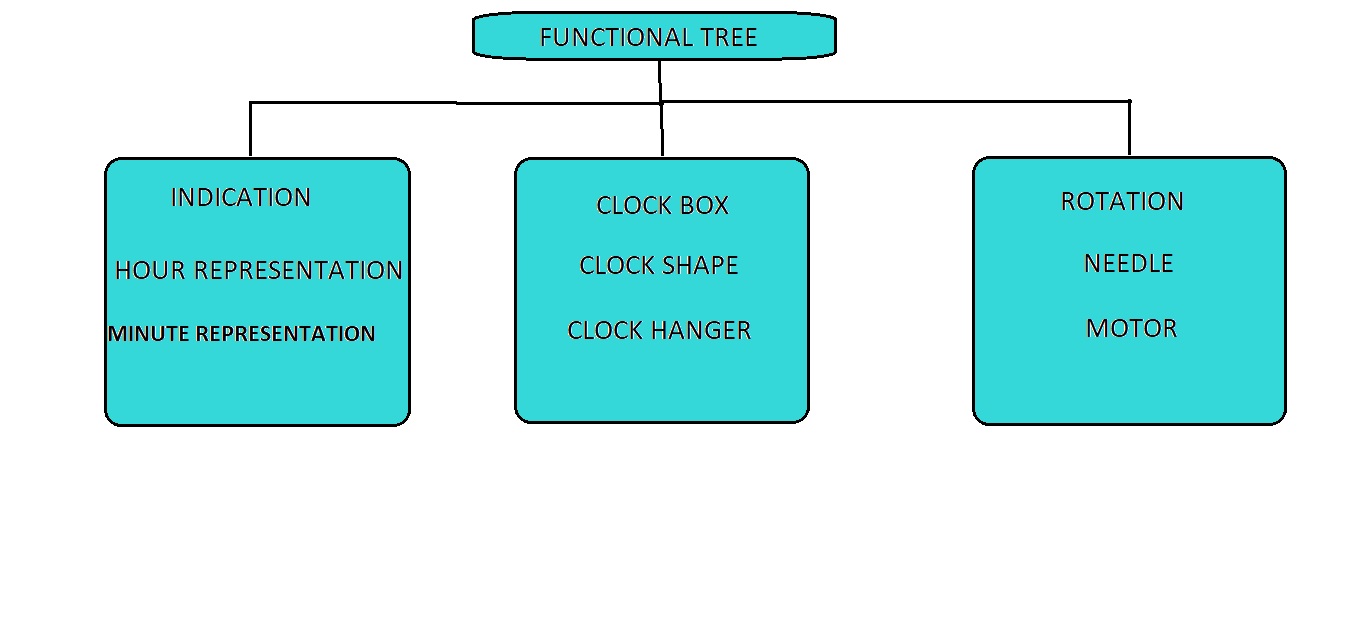 FUNCTIONAL TREE
INDICATION
HOUR REPRESENTATION
MINUTE REPRESENTATION
CLOCK BOX
CLOCK SHAPE
CLOCK HANGER
ROTATION
NEEDLE
MOTOR